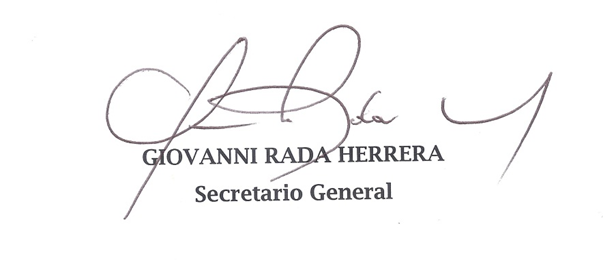 GIOVANNI RADA HERRERA
Secretario General